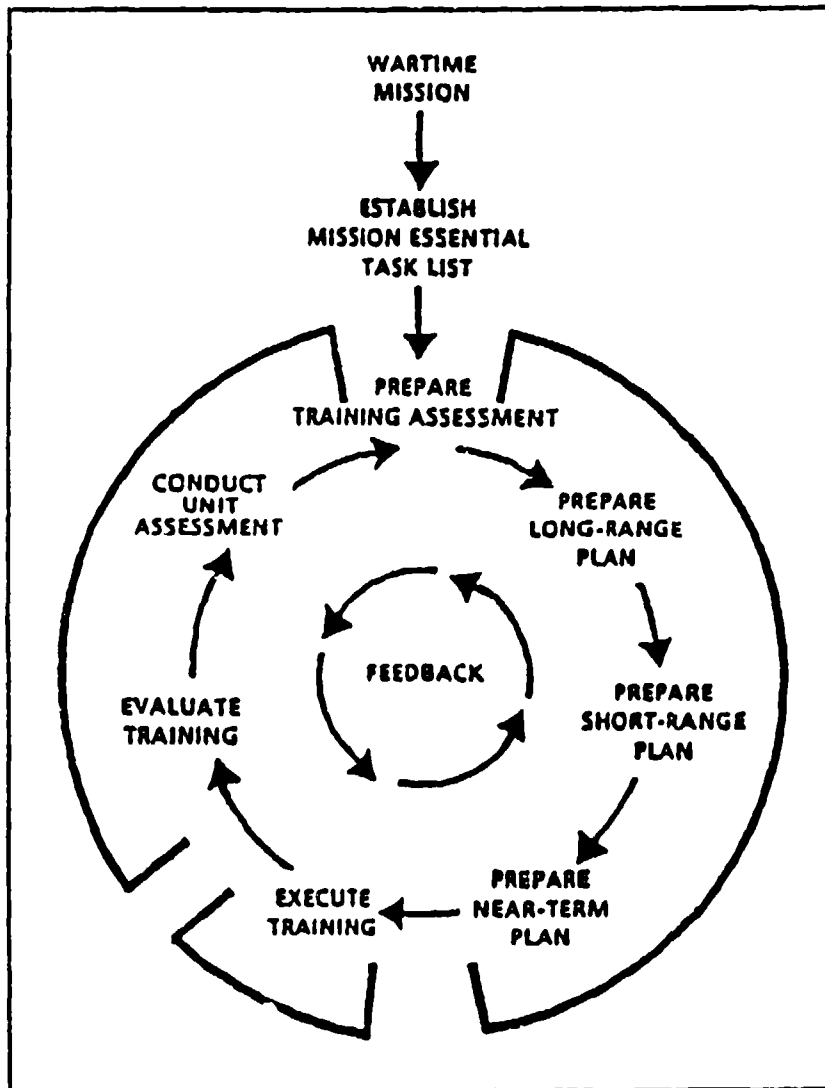 WARTIME
MISSION
ESTABLISH
MISSION ESSENTIAL
TASK LIST
PREPARE
TRAINING ASSESSMENT
PREPARE
LONG-RANGE
PLAN
PREPARE
SHORT-RANGE
PLAN
PREPARE
NEAR-TERM
PLAN
EXECUTE
TRAINING
EVALUATE
TRAINING
CONDUCT
UNIT
ASSESSMENT
FEEDBACK